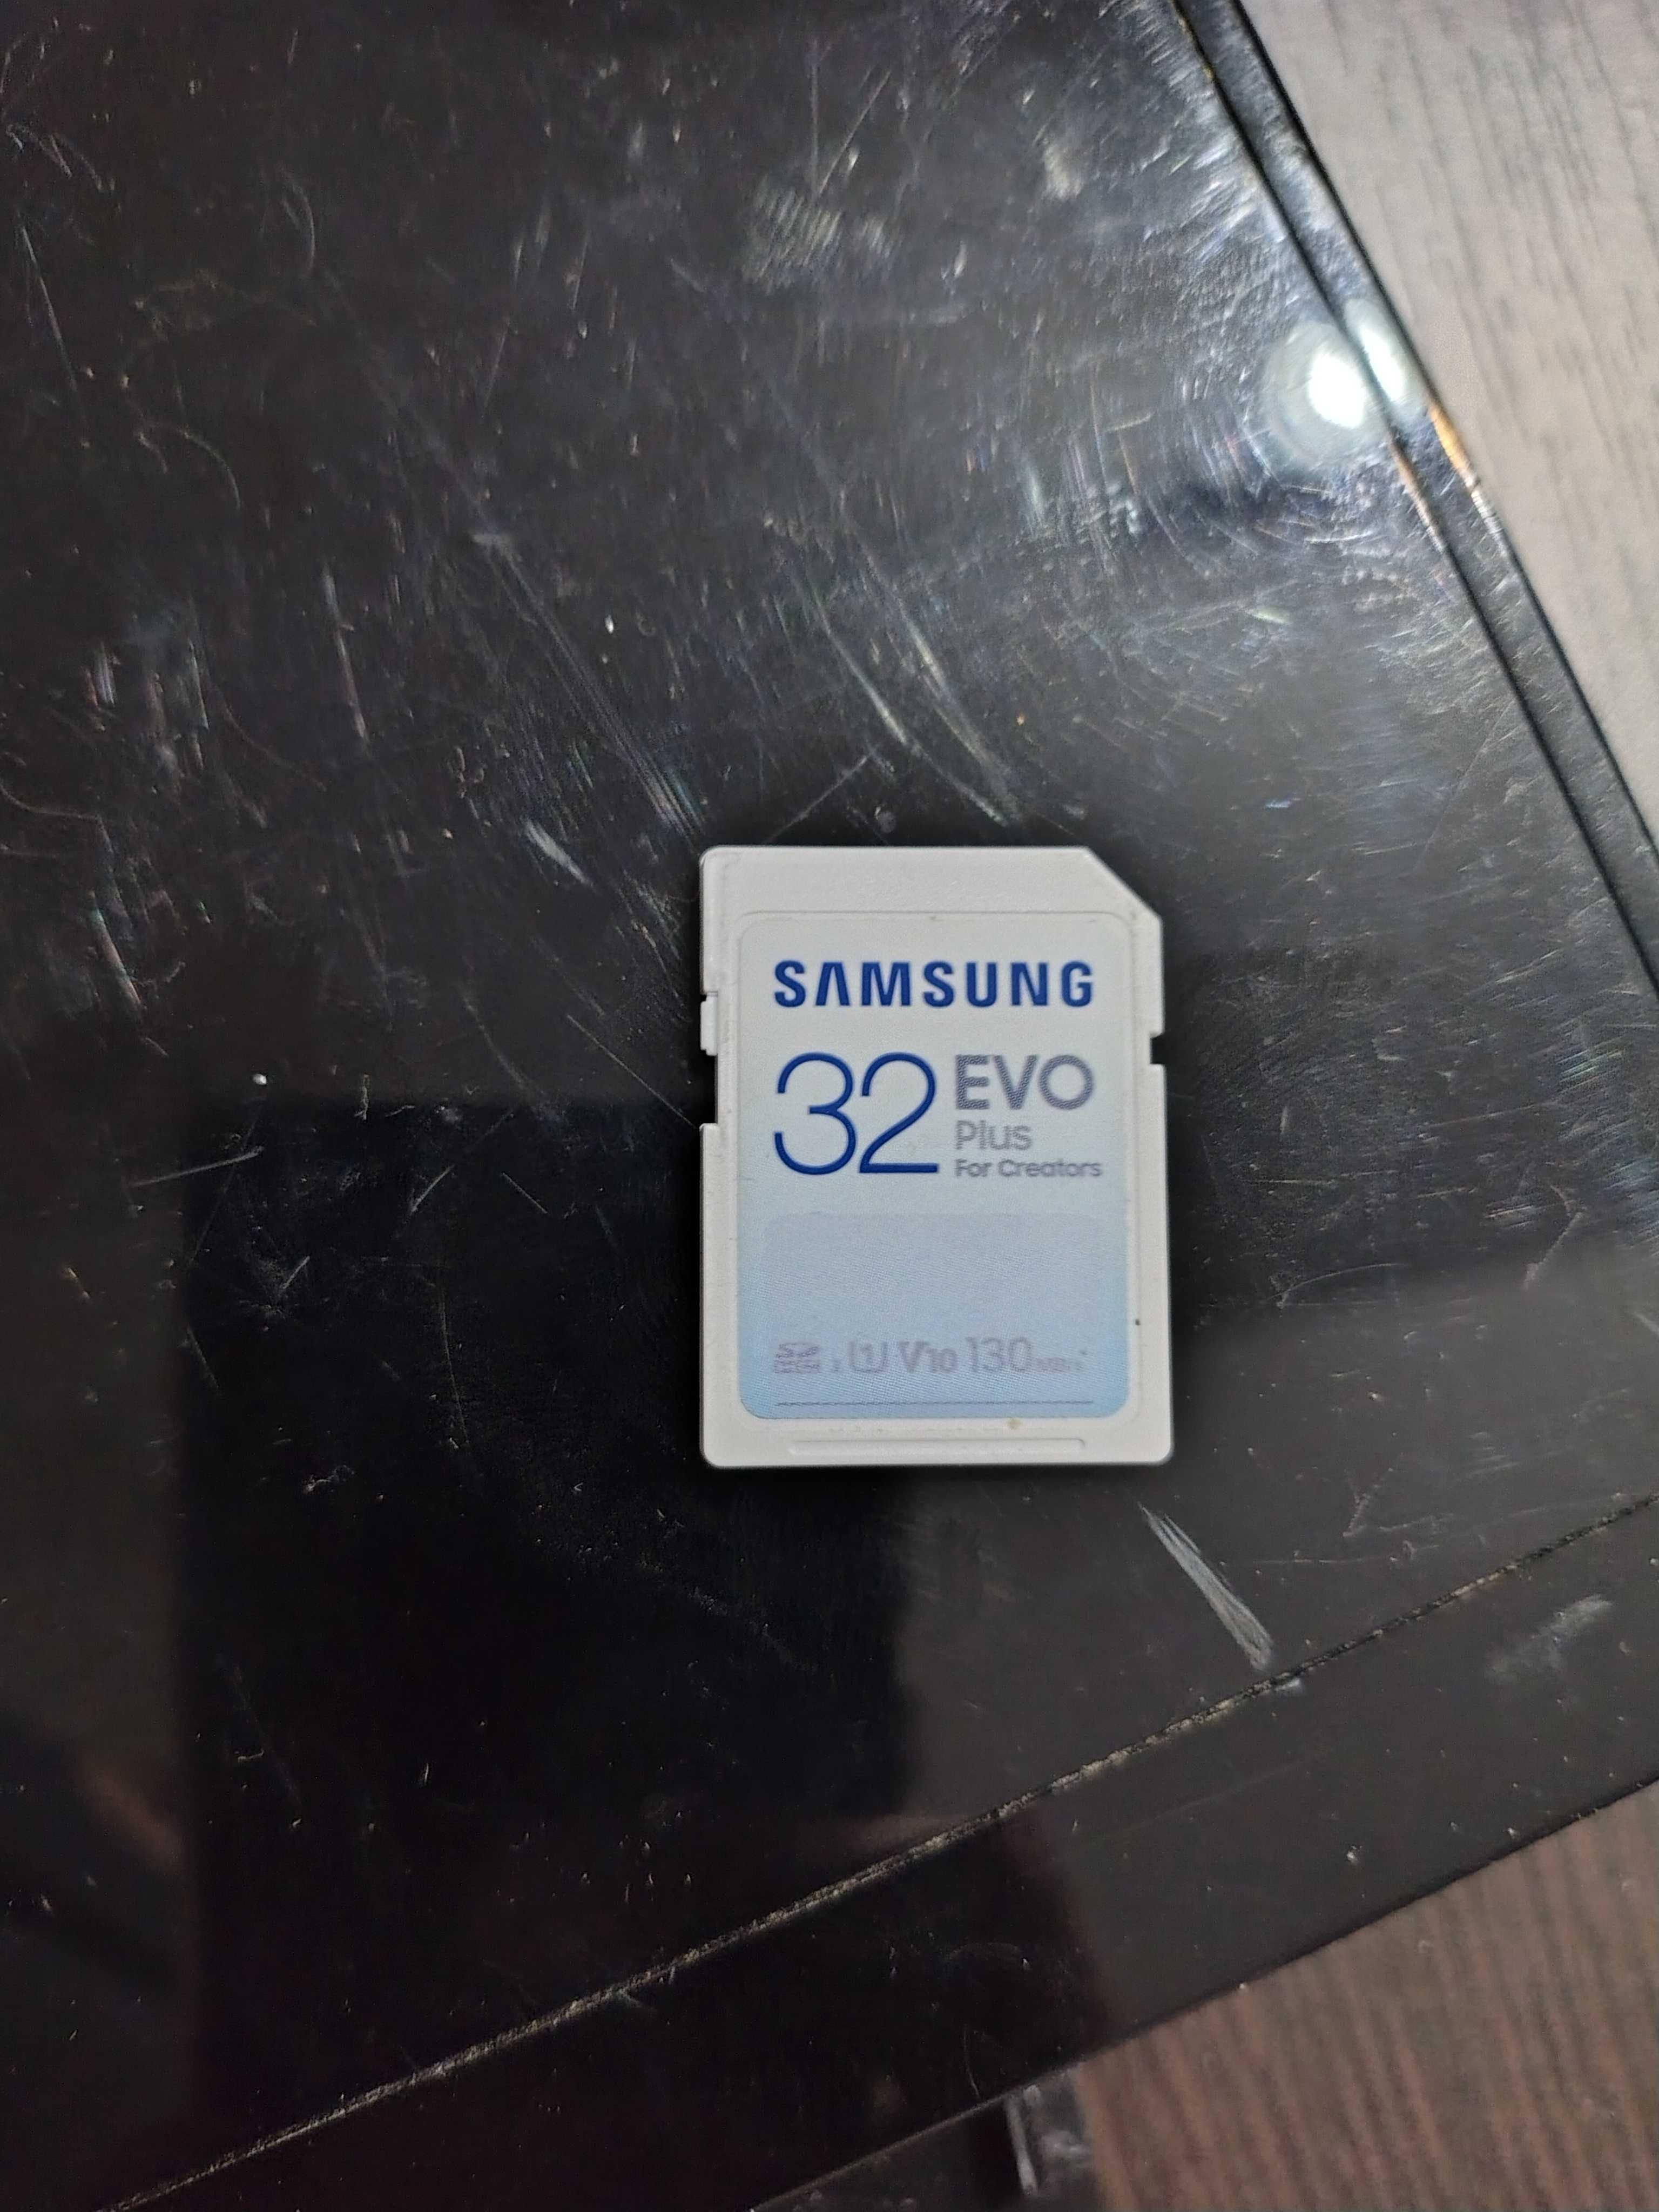 SAMSUNG
32 EVO
Plus
For Creators
V10 130